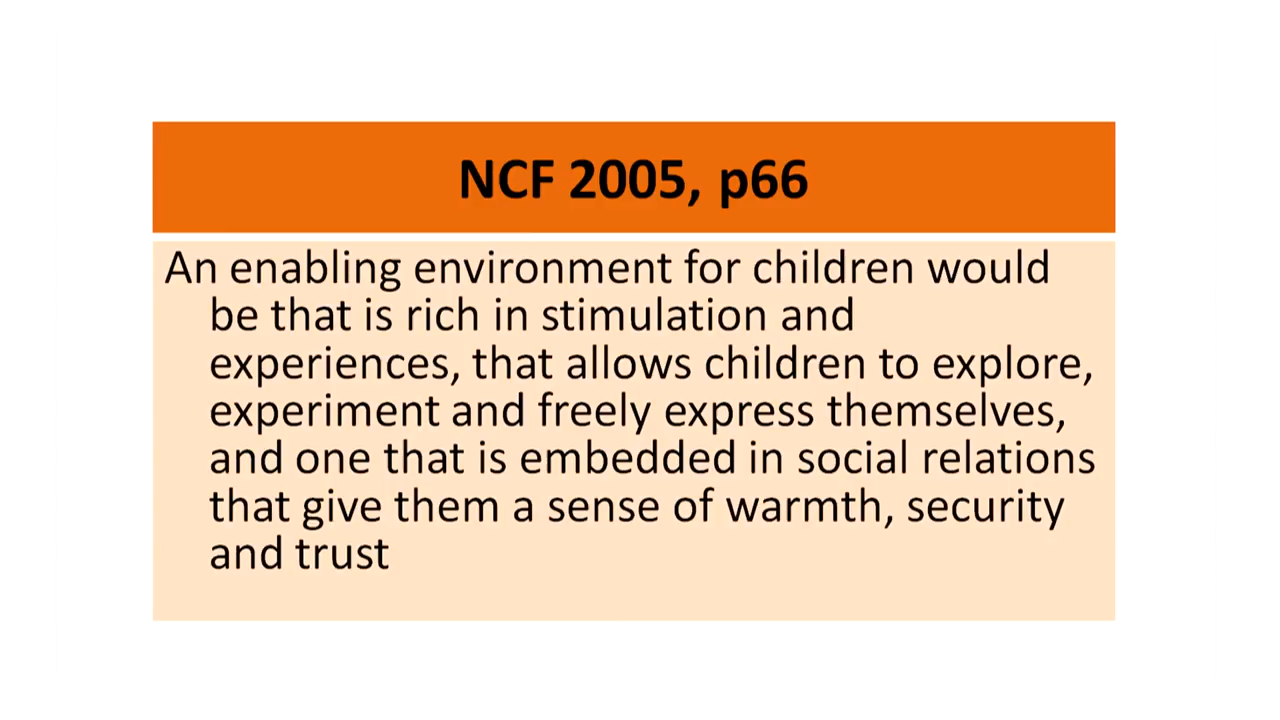 NCF 2005, p66
An enabling environment for children would
be that is rich in stimulation and
experiences, that allows children to explore,
experiment and freely express themselves,
and one that is embedded in social relations
that give them a sense of warmth, security
and trust